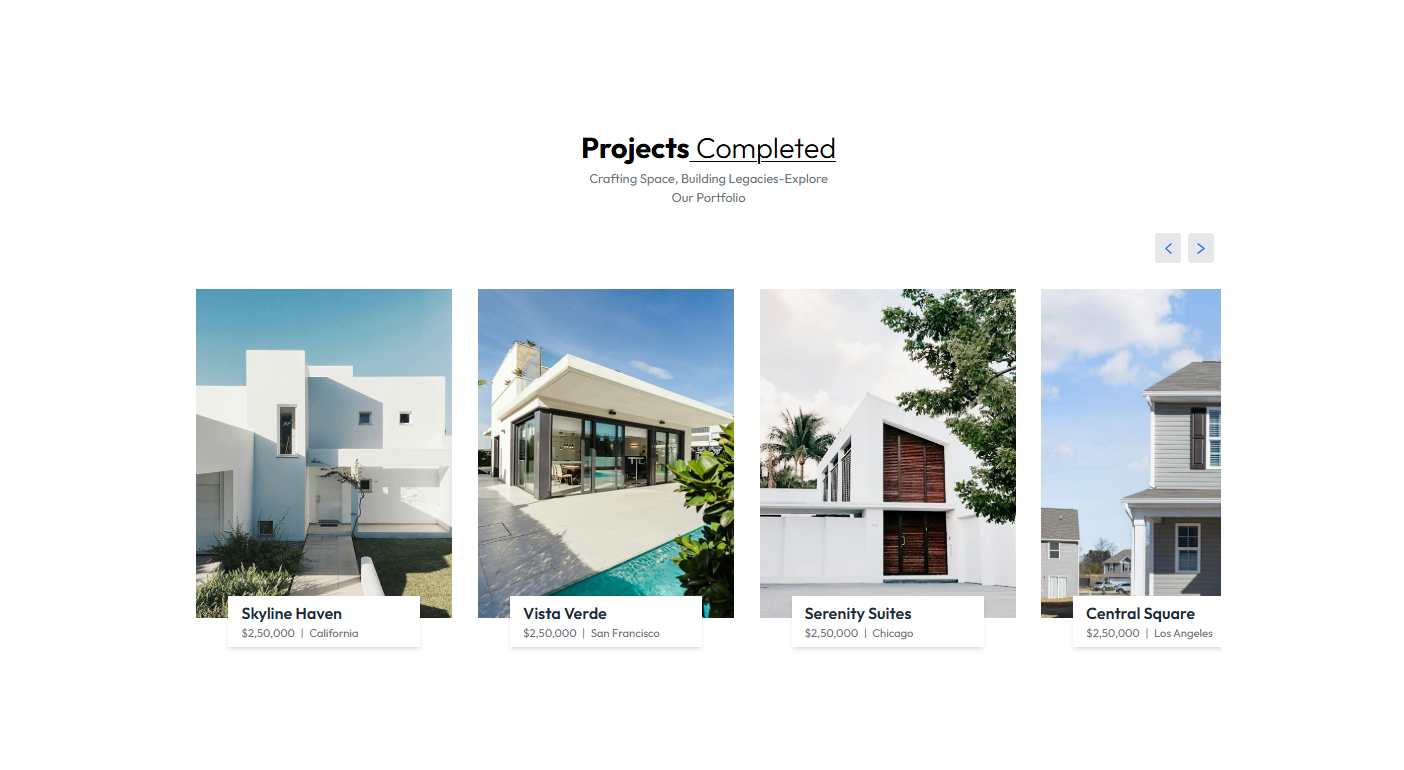 Projects Completed
Crafting Space, Building Legacies-Explore
Our Portfolio
Skyline Haven
$2,50,000 | California
Vista Verde
$2,50,000 | San Francisco
Serenity Suites
$2,50,000 | Chicago
Central Square
$2,50,000 | Los Angeles